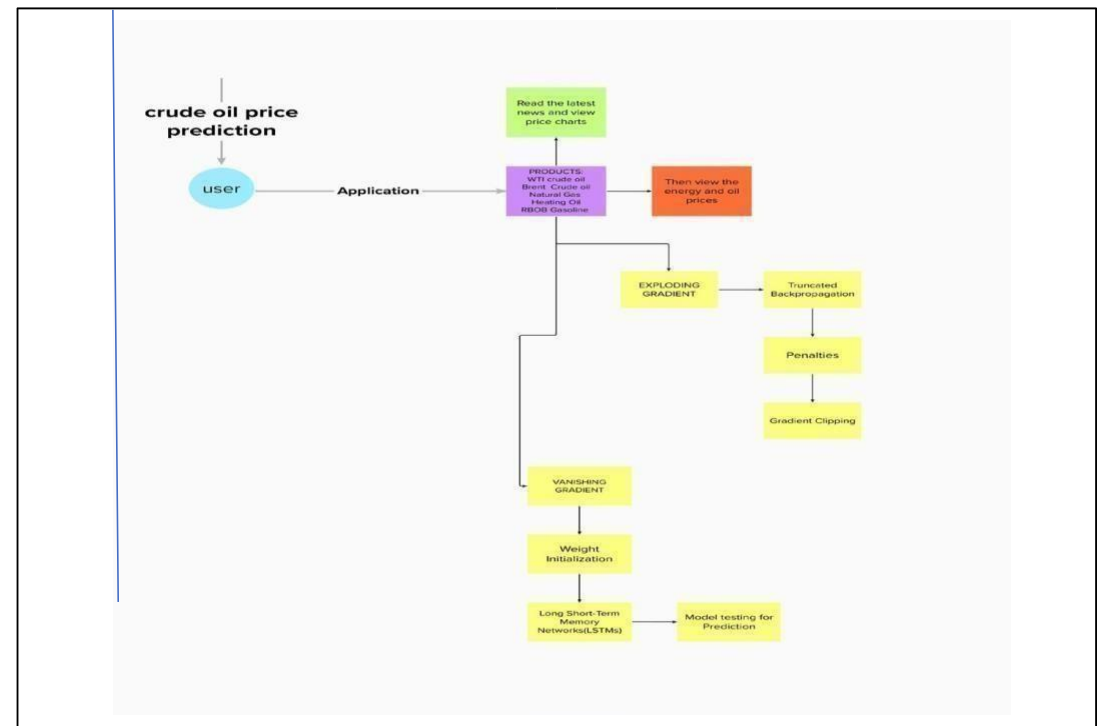 crude oil price
prediction
user
Application
Read the latest
news and view
price charts
PRODUCTS:
WTI crude oil
Brent Crude oil
Natural Gas
Heating Oil
RBOB Gasoline
Then view the
energy and oil
prices
EXPLODING
GRADIENT
Truncated
Backpropagation
Penalties
Gradient Clipping
VANISHING
GRADIENT
Weight
Initialization
Long Short-Term
Memory
Networks(LSTMs)
Model testing for
Prediction